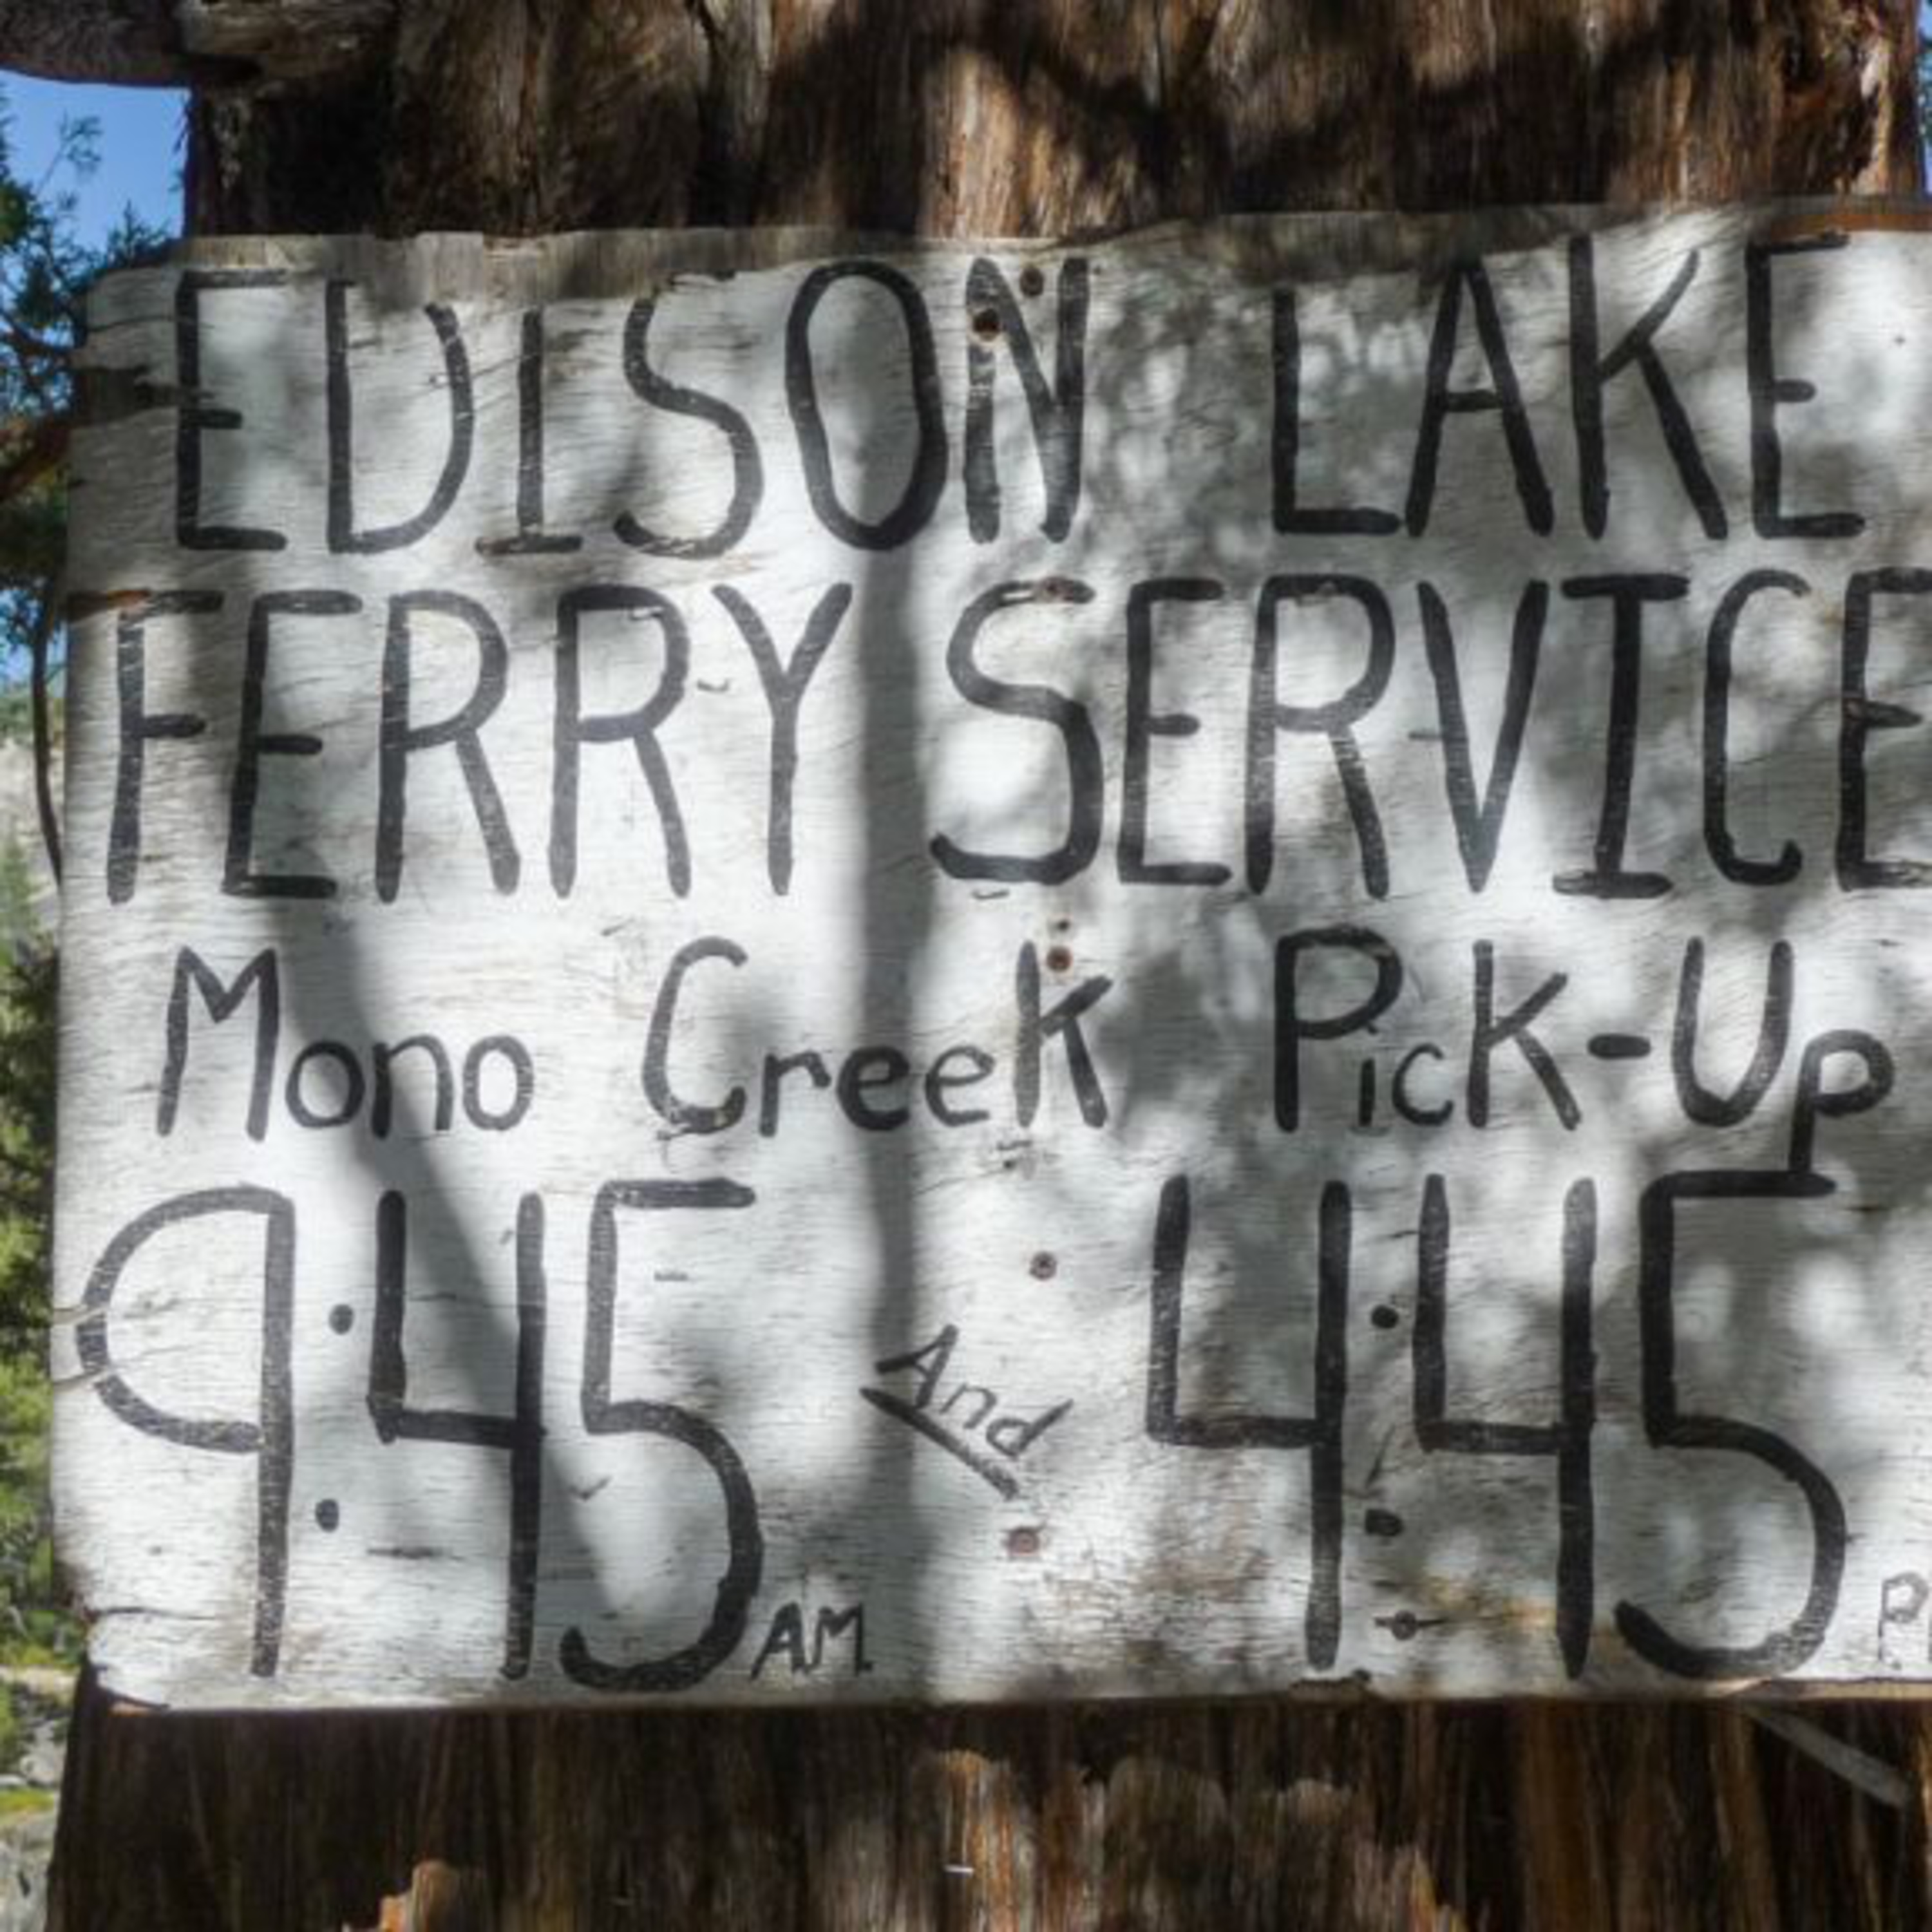 EDISON LAKE
FERRY SERVICE
Mono Creek Pick-Up
9:45 AM. And 4:45